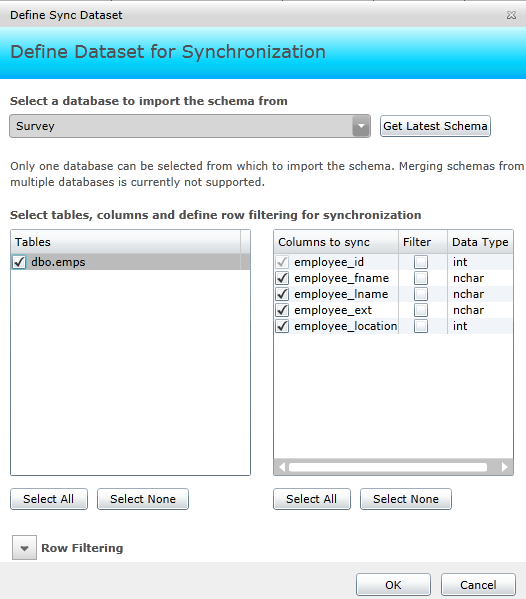 Define Sync Dataset
Define Dataset for Synchronization
Select a database to import the schema from
Survey
Get Latest Schema
Only one database can be selected from which to import the schema. Merging schemas from
multiple databases is currently not supported.
Select tables, columns and define row filtering for synchronization
Tables
dbo.emps
Columns to sync Filter Data Type
employee_id int
employee_fname nchar
employee_lname nchar
employee_ext nchar
employee_location int
Select All Select None
Select All Select None
Row Filtering
OK Cancel